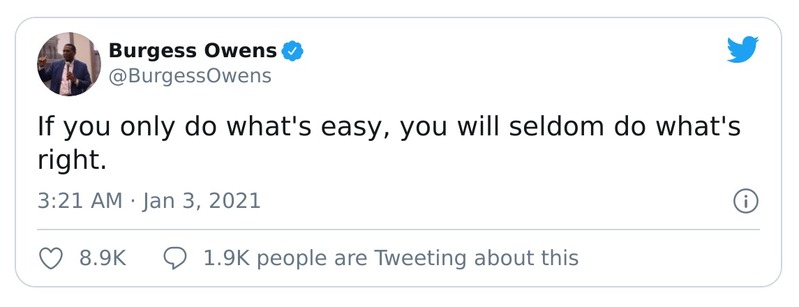 Burgess Owens
@BurgessOwens
If you only do what's easy, you will seldom do what's
right.
3:21 AM · Jan 3, 2021
8.9K 1.9K people are Tweeting about this